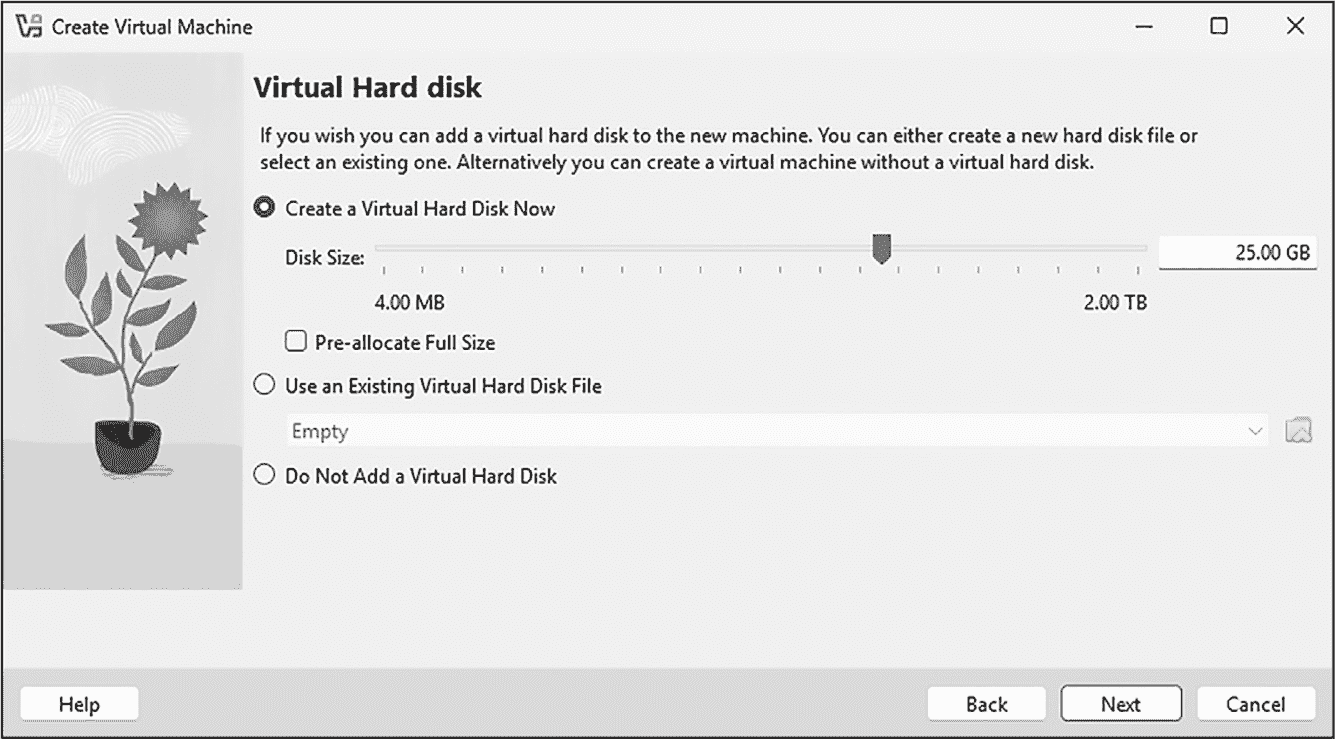 Create Virtual Machine
Virtual Hard disk
If you wish you can add a virtual hard disk to the new machine. You can either create a new hard disk file or
select an existing one. Alternatively you can create a virtual machine without a virtual hard disk.
Create a Virtual Hard Disk Now
Disk Size:
25.00 GB
4.00 MB
2.00 TB
Pre-allocate Full Size
Use an Existing Virtual Hard Disk File
Empty
Do Not Add a Virtual Hard Disk
Help
Back
Next
Cancel